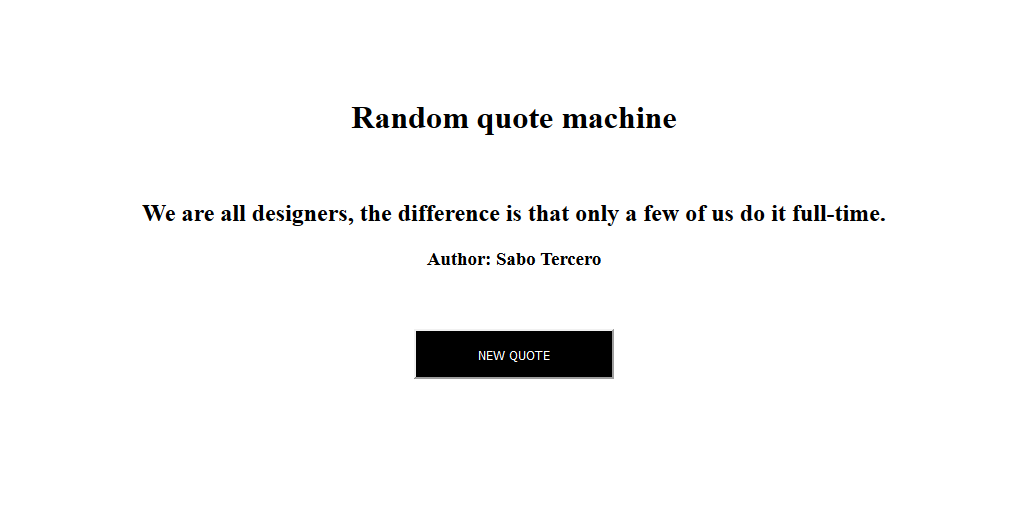 Random quote machine
We are all designers, the difference is that only a few of us do it full-time.
Author: Sabo Tercero
NEW QUOTE